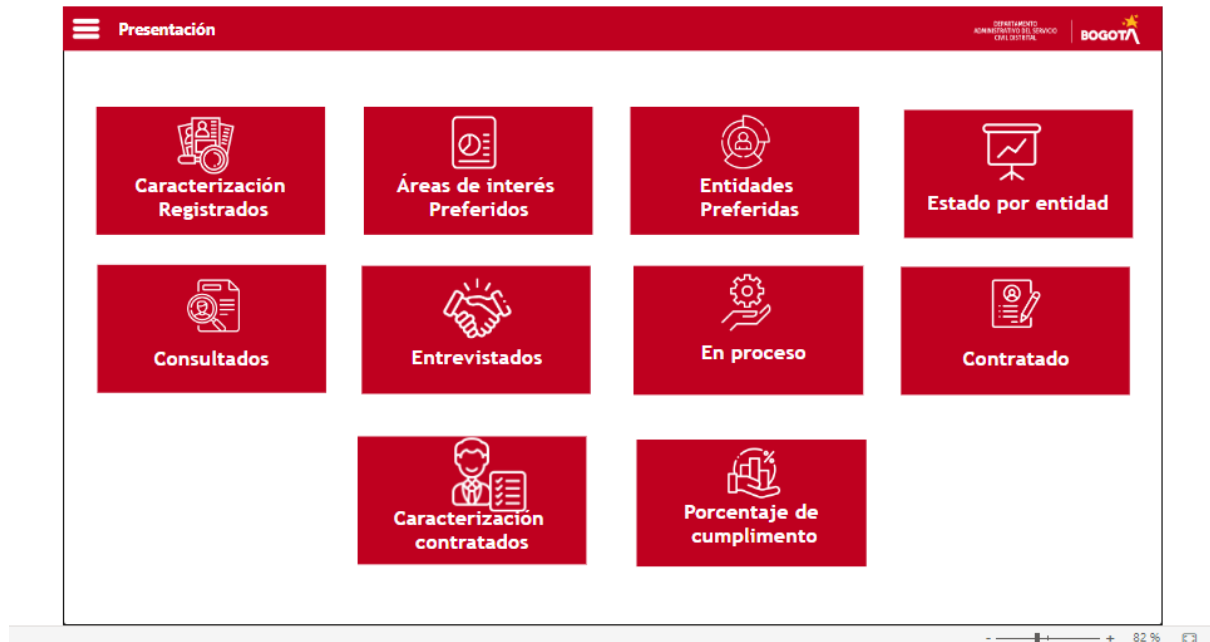 Presentación
DEPARTAMENTO
ADMINISTRATIVO DEL SERVICIO
CIVIL DISTRITAL
BOGOTÁ
Caracterización
Registrados
Áreas de interés
Preferidos
Entidades
Preferidas
Estado por entidad
Consultados
Entrevistados
En proceso
Contratado
Caracterización
contratados
%
Porcentaje de
cumplimento
- + 82 %